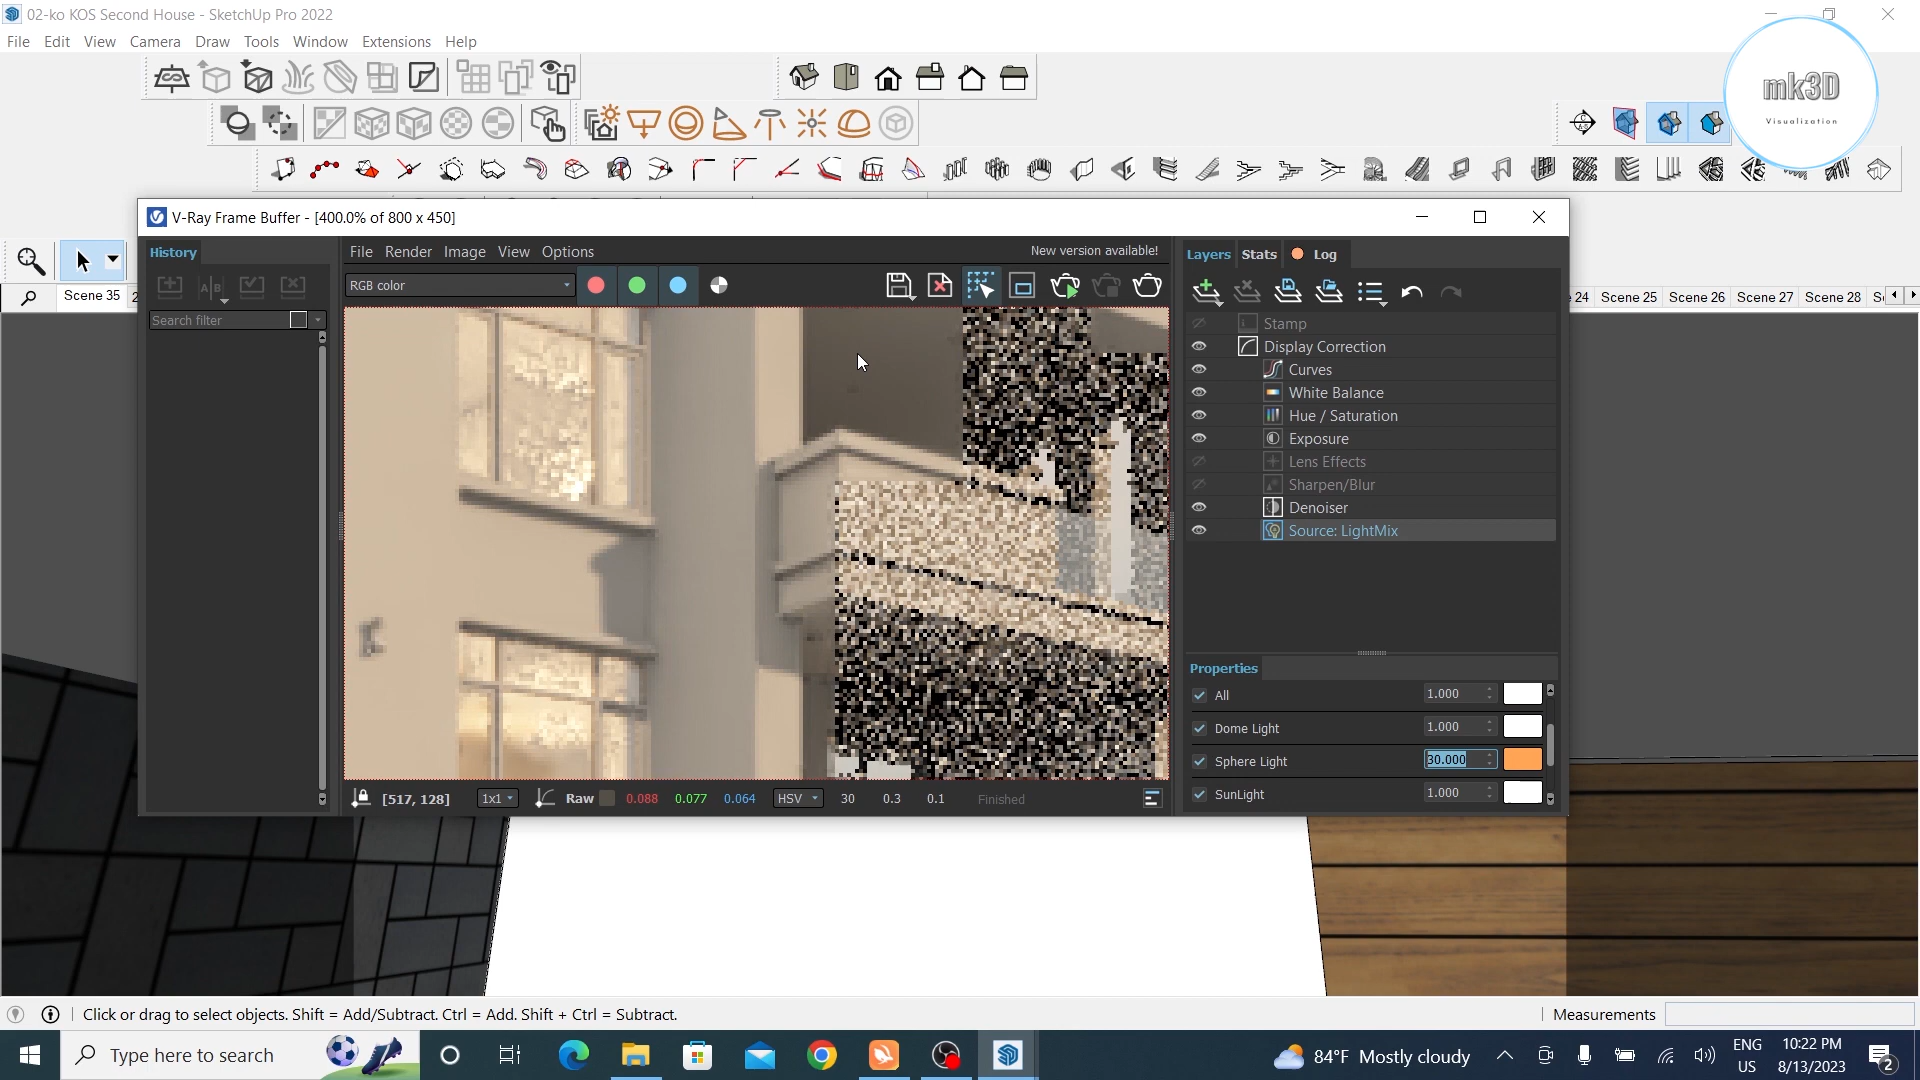 02-ko KOS Second House - SketchUp Pro 2022
File Edit View Camera Draw Tools Window Extensions Help
mk3D
Visualization
V-Ray Frame Buffer - [400.0% of 800 x 450]
History
File Render Image View Options
New version available!
Layers Stats Log
RGB color
Scene 35
24 Scene 25 Scene 26 Scene 27 Scene 28
Search filter
Stamp
Display Correction
Curves
White Balance
Hue / Saturation
Exposure
Lens Effects
Sharpen/Blur
Denoiser
Source: LightMix
Properties
All 1.000
Dome Light 1.000
Sphere Light 30.000
SunLight 1.000
[517, 128] 1x1 Raw 0.088 0.077 0.064 HSV 30 0.3 0.1 Finished
Click or drag to select objects. Shift = Add/Subtract. Ctrl = Add. Shift + Ctrl = Subtract.
Measurements
Type here to search
84°F Mostly cloudy
ENG
US
10:22 PM
8/13/2023
2